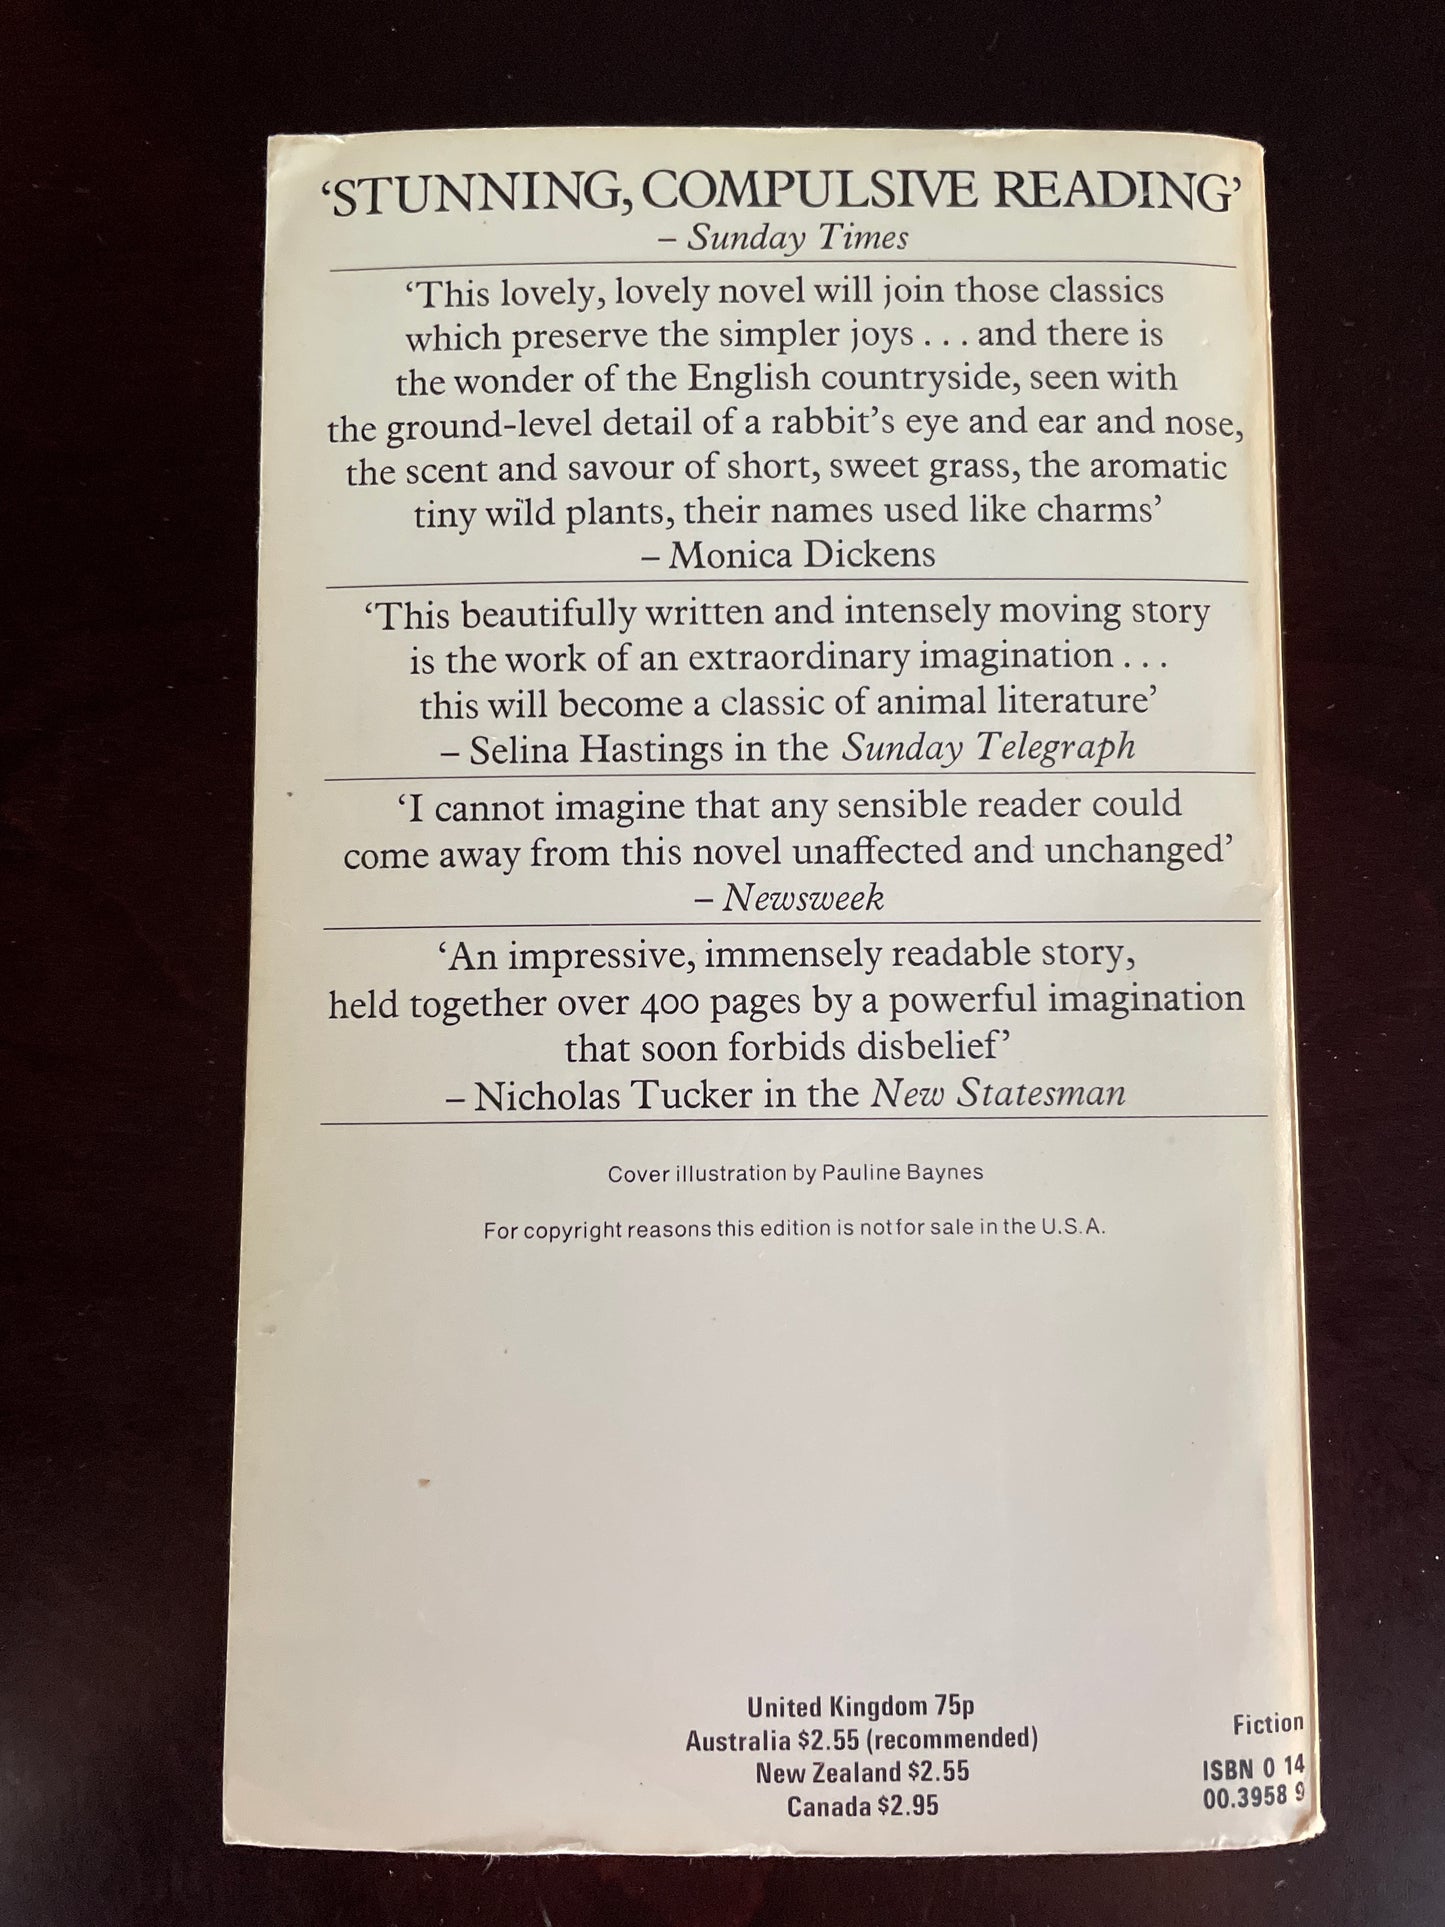 ‘STUNNING, COMPULSIVE READING’
– Sunday Times
‘This lovely, lovely novel will join those classics
which preserve the simpler joys . . . and there is
the wonder of the English countryside, seen with
the ground-level detail of a rabbit’s eye and ear and nose,
the scent and savour of short, sweet grass, the aromatic
tiny wild plants, their names used like charms’
– Monica Dickens
‘This beautifully written and intensely moving story
is the work of an extraordinary imagination . . .
this will become a classic of animal literature’
– Selina Hastings in the Sunday Telegraph
‘I cannot imagine that any sensible reader could
come away from this novel unaffected and unchanged’
– Newsweek
‘An impressive, immensely readable story,
held together over 400 pages by a powerful imagination
that soon forbids disbelief’
– Nicholas Tucker in the New Statesman
Cover illustration by Pauline Baynes
For copyright reasons this edition is not for sale in the U.S.A.
United Kingdom 75p
Australia $2.55 (recommended)
New Zealand $2.55
Canada $2.95
Fiction
ISBN 0 14
00.3958 9